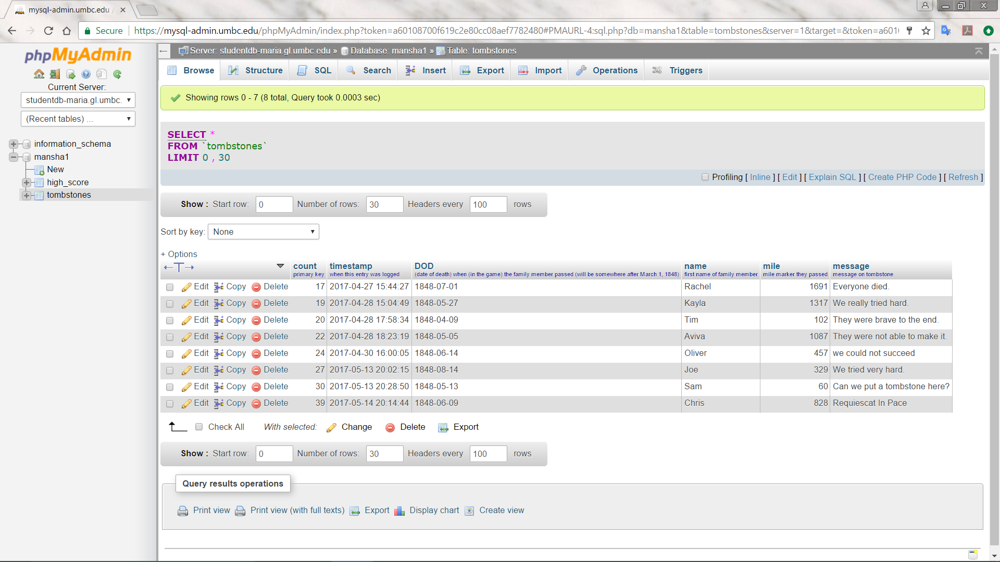 mysql-admin.umbc.edu
Secure https://mysql-admin.umbc.edu/phpMyAdmin/index.php?token=a60108700f619c2e80cc08aef7782480#PMAURL-4:sql.php?db=mansha1&table=tombstones&server=1&target=&token=a601
phpMyAdmin
Current Server:
studentdb-maria.gl.umbc.
(Recent tables) ...
information_schema
mansha1
New
high_score
tombstones
Server: studentdb-maria.gl.umbc.edu » Database: mansha1 » Table: tombstones
Browse Structure SQL Search Insert Export Import Operations Triggers
Showing rows 0 - 7 (8 total, Query took 0.0003 sec)
SELECT *
FROM `tombstones`
LIMIT 0 , 30
Profiling [ Inline ] [ Edit ] [ Explain SQL ] [ Create PHP Code ] [ Refresh ]
Show : Start row: 0 Number of rows: 30 Headers every 100 rows
Sort by key: None
+ Options
←T→ count timestamp DOD name mile message
primary key when this entry was logged (date of death) when (in the game) the family member passed (will be somewhere after March 1, 1848) first name of family member mile marker they passed message on tombstone
Edit Copy Delete 17 2017-04-27 15:44:27 1848-07-01 Rachel 1691 Everyone died.
Edit Copy Delete 19 2017-04-28 15:04:49 1848-05-27 Kayla 1317 We really tried hard.
Edit Copy Delete 20 2017-04-28 17:58:34 1848-04-09 Tim 102 They were brave to the end.
Edit Copy Delete 22 2017-04-28 18:23:19 1848-05-05 Aviva 1087 They were not able to make it.
Edit Copy Delete 24 2017-04-30 16:00:05 1848-06-14 Oliver 457 we could not succeed
Edit Copy Delete 27 2017-05-13 20:02:15 1848-08-14 Joe 329 We tried very hard.
Edit Copy Delete 30 2017-05-13 20:28:50 1848-05-13 Sam 60 Can we put a tombstone here?
Edit Copy Delete 39 2017-05-14 20:14:44 1848-06-09 Chris 828 Requiescat In Pace
Check All With selected: Change Delete Export
Show : Start row: 0 Number of rows: 30 Headers every 100 rows
Query results operations
Print view Print view (with full texts) Export Display chart Create view